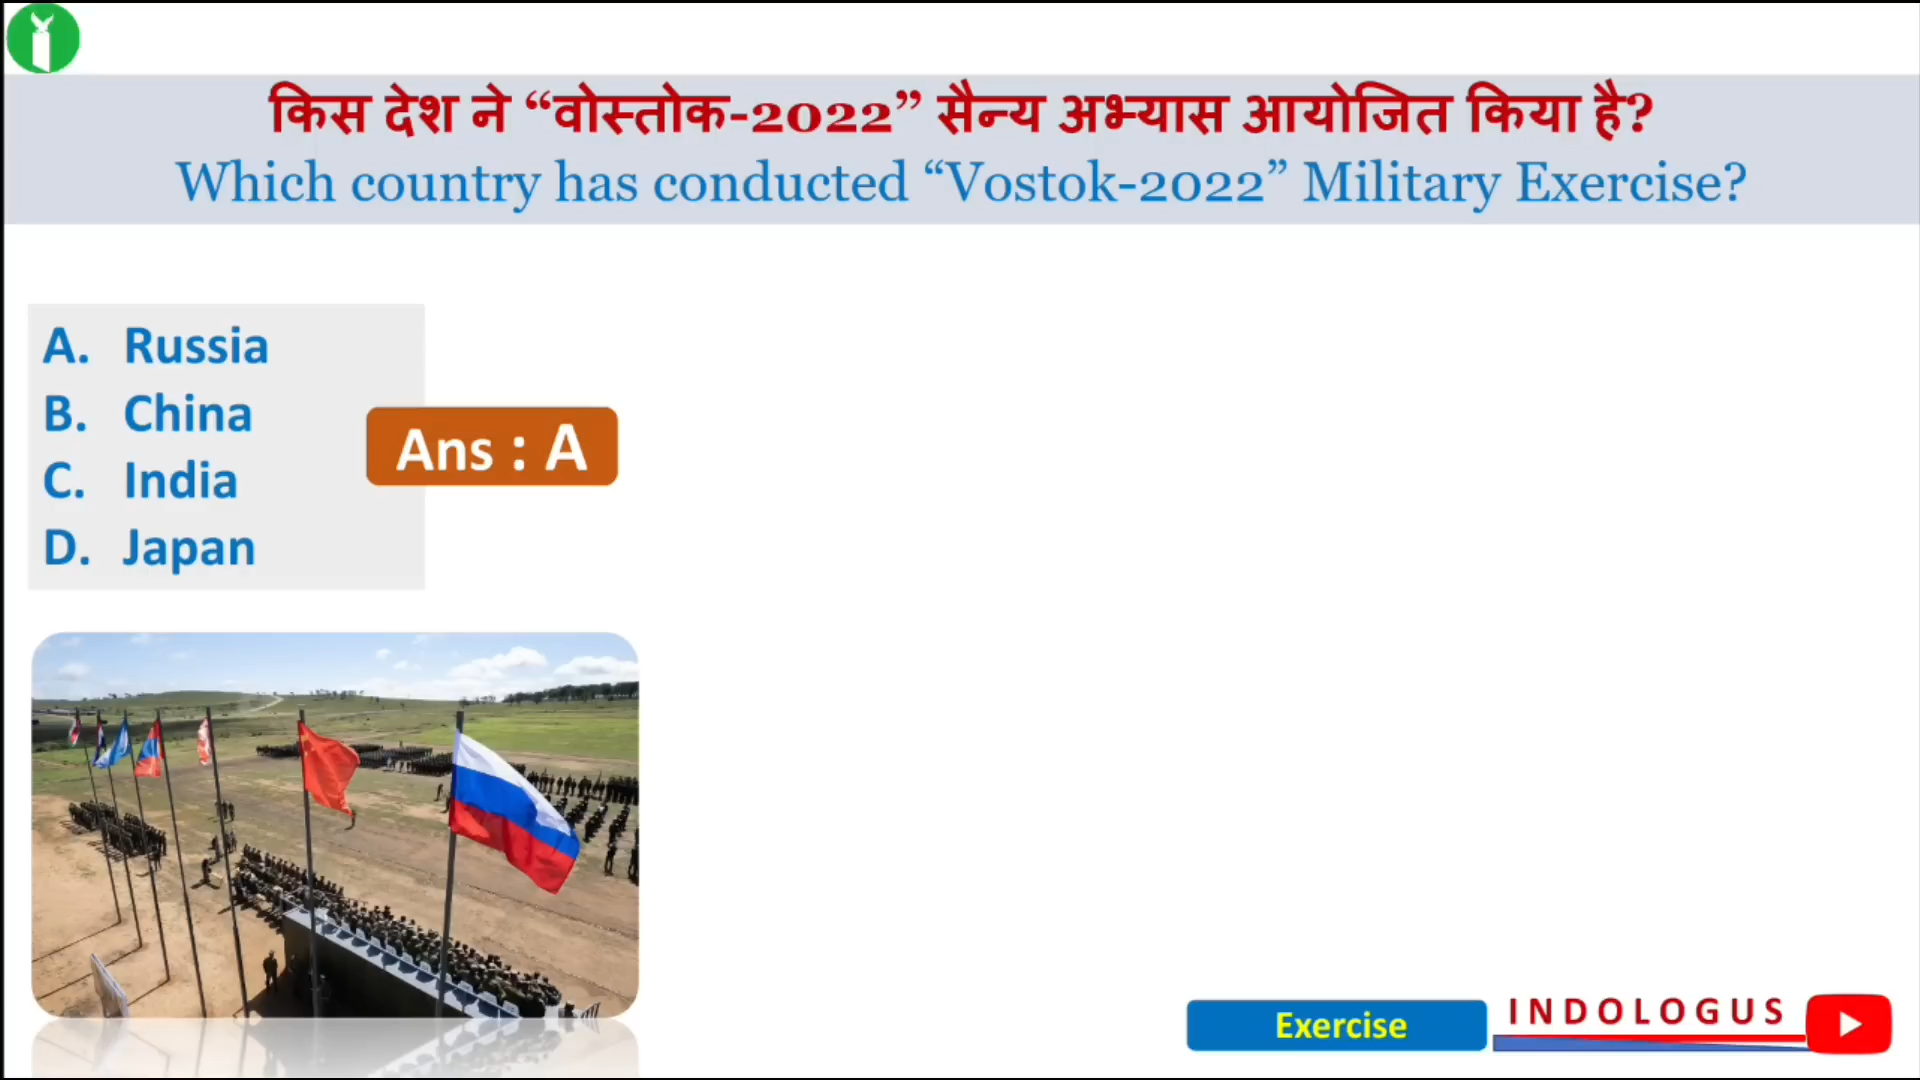 किस देश ने “वोस्तोक-2022” सैन्य अभ्यास आयोजित किया है?
Which country has conducted “Vostok-2022” Military Exercise?
A. Russia
B. China
C. India
D. Japan
Ans : A
Exercise
INDOLOGUS